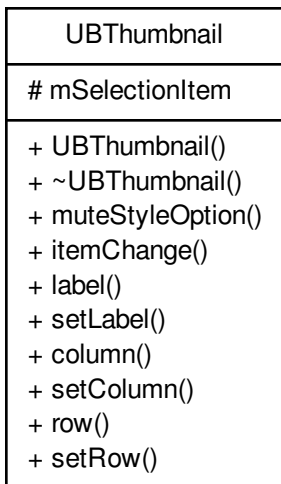 UBThumbnail
# mSelectionItem
+ UBThumbnail()
+ ~UBThumbnail()
+ muteStyleOption()
+ itemChange()
+ label()
+ setLabel()
+ column()
+ setColumn()
+ row()
+ setRow()